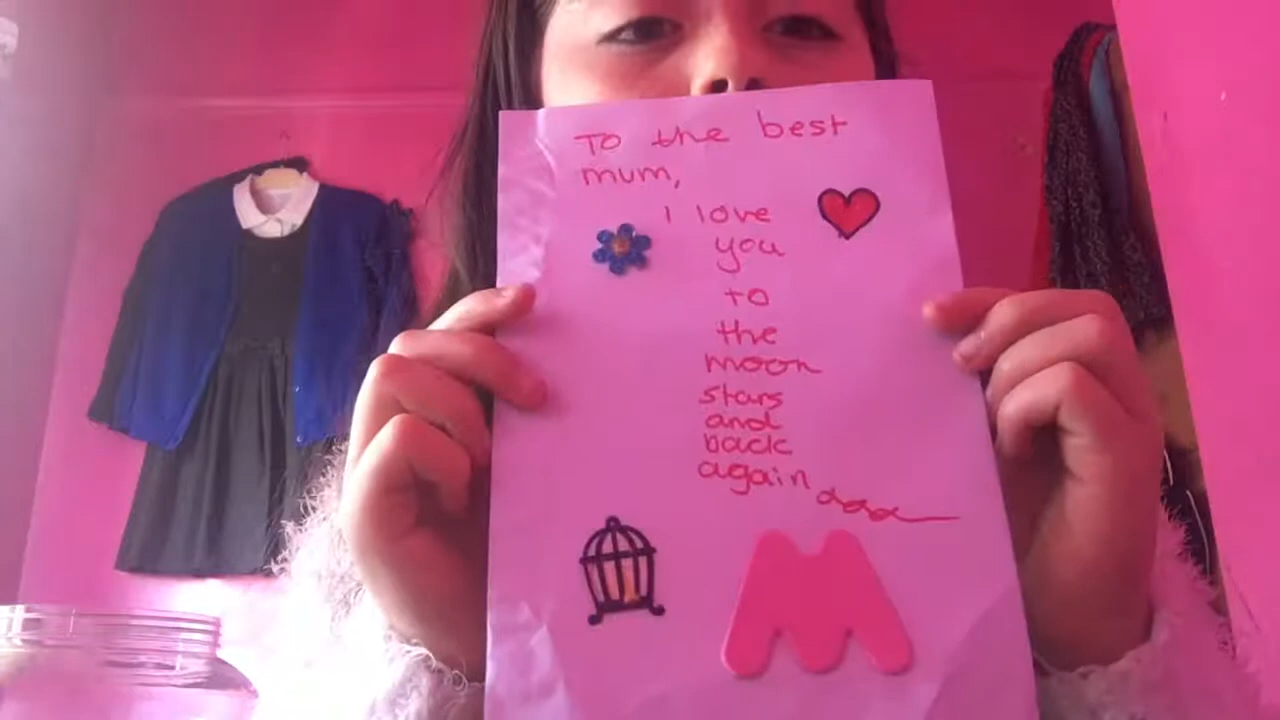 To the best
mum,
I love
you
to
the
moon
stars
and
back
again
M